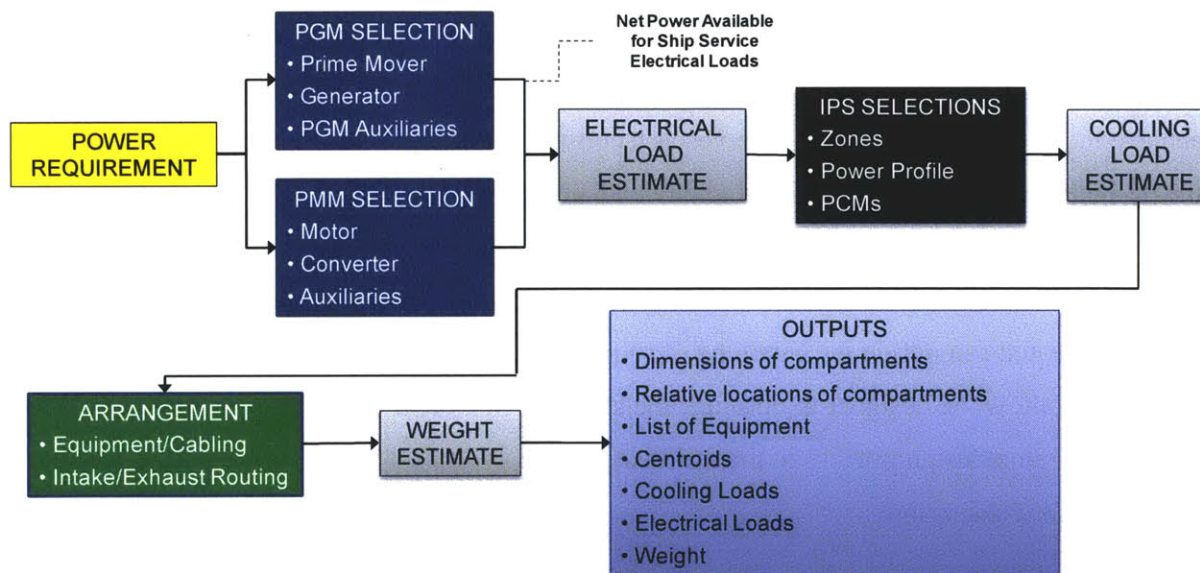 POWER
REQUIREMENT
PGM SELECTION
• Prime Mover
• Generator
• PGM Auxiliaries
PMM SELECTION
• Motor
• Converter
• Auxiliaries
Net Power Available
for Ship Service
Electrical Loads
ELECTRICAL
LOAD
ESTIMATE
IPS SELECTIONS
• Zones
• Power Profile
• PCMs
COOLING
LOAD
ESTIMATE
ARRANGEMENT
• Equipment/Cabling
• Intake/Exhaust Routing
WEIGHT
ESTIMATE
OUTPUTS
• Dimensions of compartments
• Relative locations of compartments
• List of Equipment
• Centroids
• Cooling Loads
• Electrical Loads
• Weight